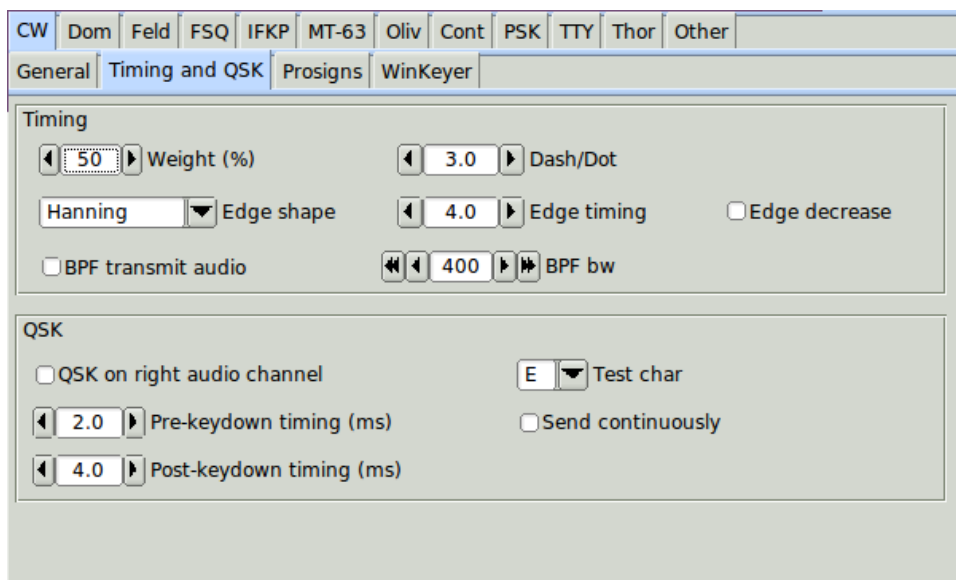 CW Dom Feld FSQ IFKP MT-63 Oliv Cont PSK TTY Thor Other
General Timing and QSK Prosigns WinKeyer
Timing
50 Weight (%) 3.0 Dash/Dot
Hanning Edge shape 4.0 Edge timing Edge decrease
BPF transmit audio 400 BPF bw
QSK
QSK on right audio channel E Test char
2.0 Pre-keydown timing (ms) Send continuously
4.0 Post-keydown timing (ms)